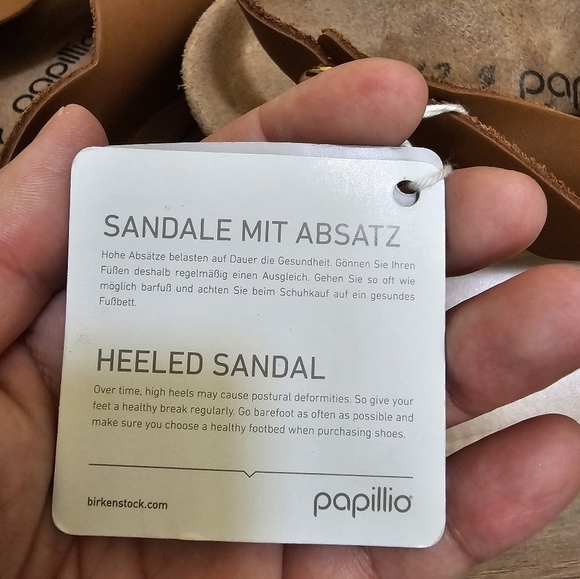 papillio
pap
SANDALE MIT ABSATZ
Hohe Absätze belasten auf Dauer die Gesundheit. Gönnen Sie Ihren
Füßen deshalb regelmäßig einen Ausgleich. Gehen Sie so oft wie
möglich barfuß und achten Sie beim Schuhkauf auf ein gesundes
Fußbett.
HEELED SANDAL
Over time, high heels may cause postural deformities. So give your
feet a healthy break regularly. Go barefoot as often as possible and
make sure you choose a healthy footbed when purchasing shoes.
birkenstock.com
papillio